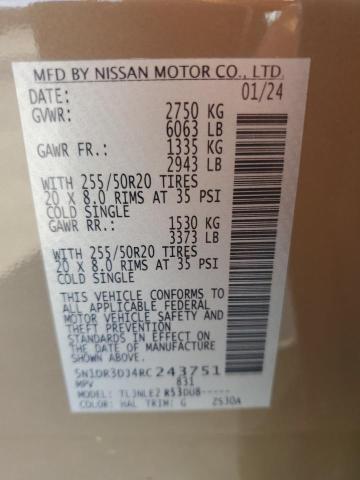 MFD BY NISSAN MOTOR CO., LTD.
DATE: 01/24
GVWR: 2750 KG
6063 LB
GAWR FR.: 1335 KG
2943 LB
WITH 255/50R20 TIRES
20 X 8.0 RIMS AT 35 PSI
COLD SINGLE
GAWR RR.: 1530 KG
3373 LB
WITH 255/50R20 TIRES
20 X 8.0 RIMS AT 35 PSI
COLD SINGLE
THIS VEHICLE CONFORMS TO
ALL APPLICABLE FEDERAL
MOTOR VEHICLE SAFETY AND
THEFT PREVENTION
STANDARDS IN EFFECT ON
THE DATE OF MANUFACTURE
SHOWN ABOVE.
5N1DR3DJ4RC243751
MPV 831
MODEL: TLJNLEZ R53DUB-----
COLOR: HAL TRIM: G 2530A